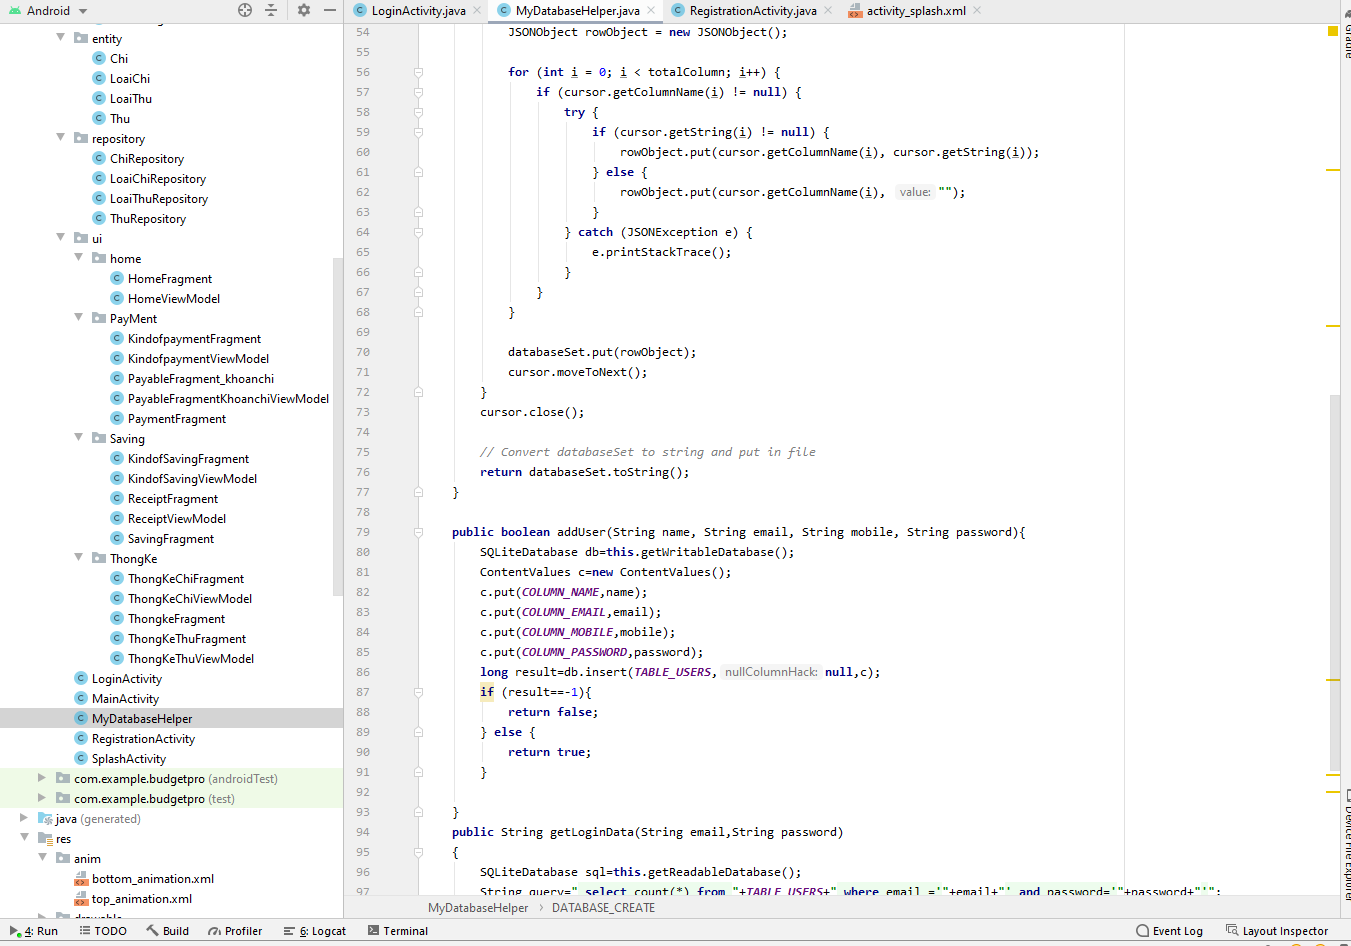 Android
LoginActivity.java
MyDatabaseHelper.java
RegistrationActivity.java
activity_splash.xml
entity
Chi
LoaiChi
LoaiThu
Thu
repository
ChiRepository
LoaiChiRepository
LoaiThuRepository
ThuRepository
ui
home
HomeFragment
HomeViewModel
PayMent
KindofpaymentFragment
KindofpaymentViewModel
PayableFragment_khoanchi
PayableFragmentKhoanchiViewModel
PaymentFragment
Saving
KindofSavingFragment
KindofSavingViewModel
ReceiptFragment
ReceiptViewModel
SavingFragment
ThongKe
ThongKeChiFragment
ThongKeChiViewModel
ThongkeFragment
ThongKeThuFragment
ThongKeThuViewModel
LoginActivity
MainActivity
MyDatabaseHelper
RegistrationActivity
SplashActivity
com.example.budgetpro (androidTest)
com.example.budgetpro (test)
java (generated)
res
anim
bottom_animation.xml
top_animation.xml
54 JSONObject rowObject = new JSONObject();
55
56 for (int i = 0; i < totalColumn; i++) {
57 if (cursor.getColumnName(i) != null) {
58 try {
59 if (cursor.getString(i) != null) {
60 rowObject.put(cursor.getColumnName(i), cursor.getString(i));
61 } else {
62 rowObject.put(cursor.getColumnName(i), value: "");
63 }
64 } catch (JSONException e) {
65 e.printStackTrace();
66 }
67 }
68 }
69
70 databaseSet.put(rowObject);
71 cursor.moveToNext();
72 }
73 cursor.close();
74
75 // Convert databaseSet to string and put in file
76 return databaseSet.toString();
77 }
78
79 public boolean addUser(String name, String email, String mobile, String password){
80 SQLiteDatabase db=this.getWritableDatabase();
81 ContentValues c=new ContentValues();
82 c.put(COLUMN_NAME,name);
83 c.put(COLUMN_EMAIL,email);
84 c.put(COLUMN_MOBILE,mobile);
85 c.put(COLUMN_PASSWORD,password);
86 long result=db.insert(TABLE_USERS, nullColumnHack: null,c);
87 if (result==-1){
88 return false;
89 } else {
90 return true;
91 }
92
93 }
94 public String getLoginData(String email,String password)
95 {
96 SQLiteDatabase sql=this.getReadableDatabase();
97 String query=" select count(*) from "+TABLE_USERS+" where email ='"+email+"' and password='"+password+"'";
MyDatabaseHelper > DATABASE_CREATE
Gradle
Device File Explorer
4: Run
TODO
Build
Profiler
6: Logcat
Terminal
Event Log
Layout Inspector